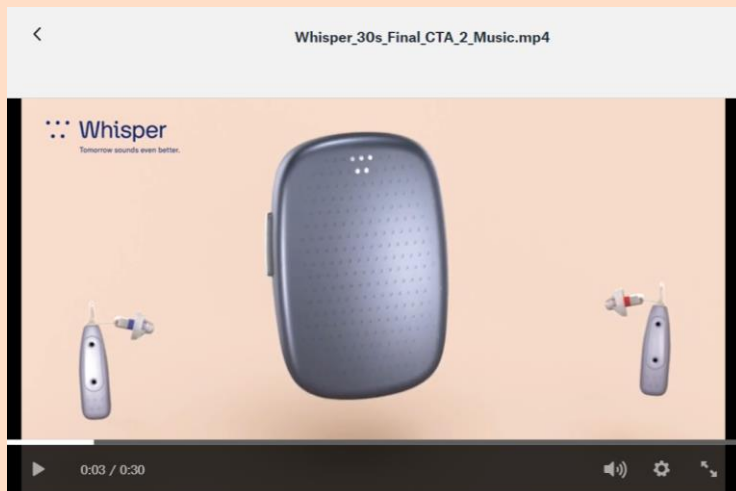 Whisper_30s_Final_CTA_2_Music.mp4
Whisper
Tomorrow sounds even better.
0:03 / 0:30